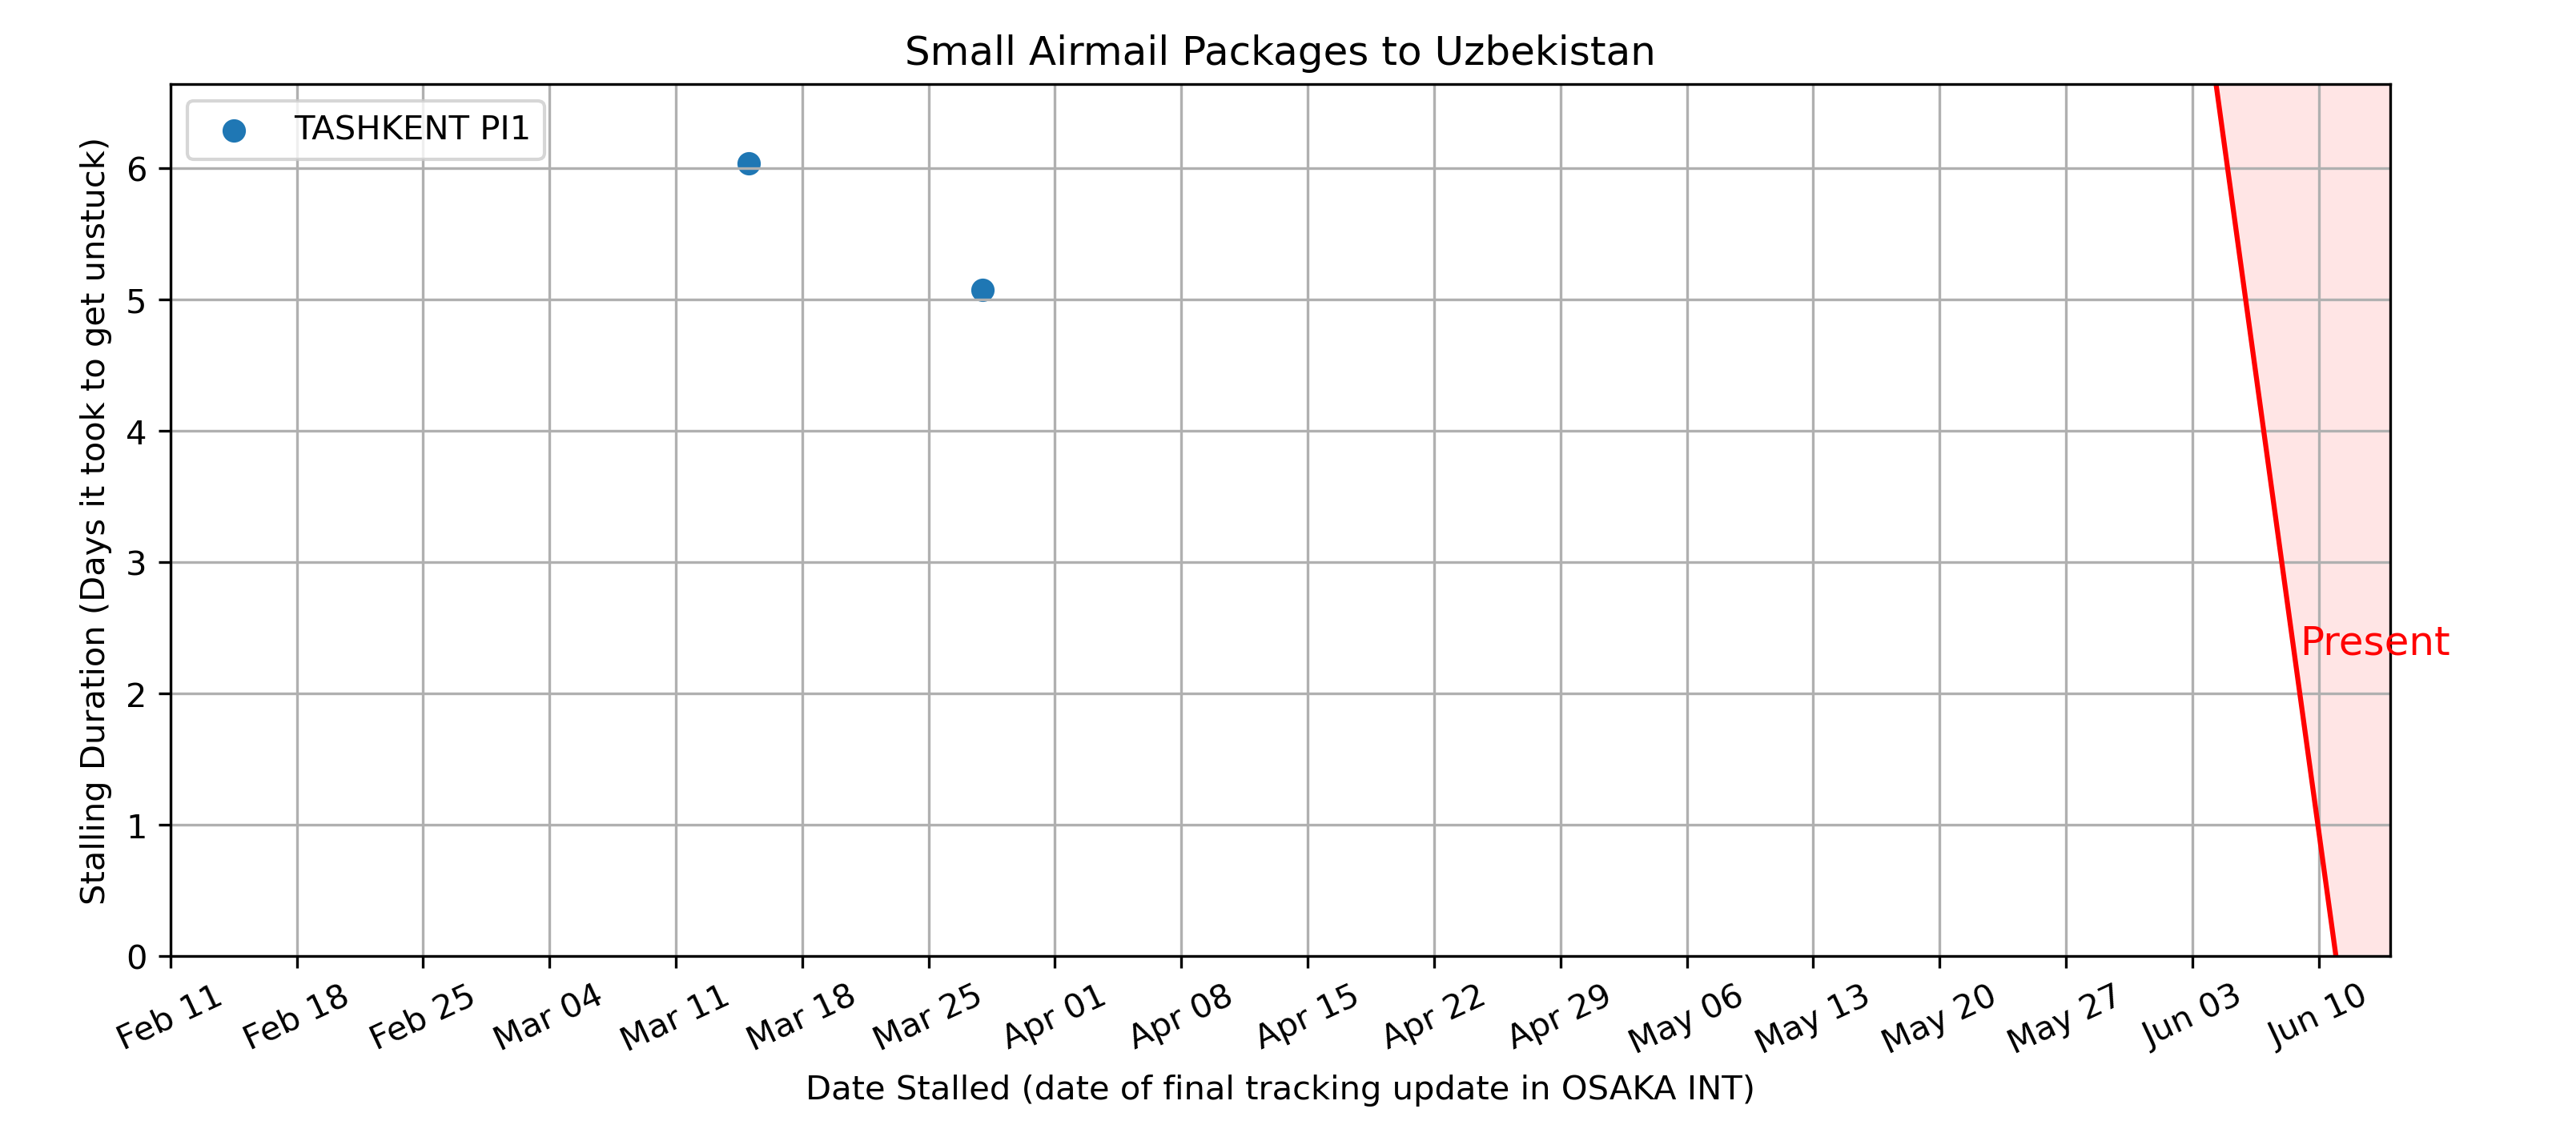 Small Airmail Packages to Uzbekistan
TASHKENT PI1
Stalling Duration (Days it took to get unstuck)
6
5
4
3
2
1
0
Present
Feb 11
Feb 18
Feb 25
Mar 04
Mar 11
Mar 18
Mar 25
Apr 01
Apr 08
Apr 15
Apr 22
Apr 29
May 06
May 13
May 20
May 27
Jun 03
Jun 10
Date Stalled (date of final tracking update in OSAKA INT)